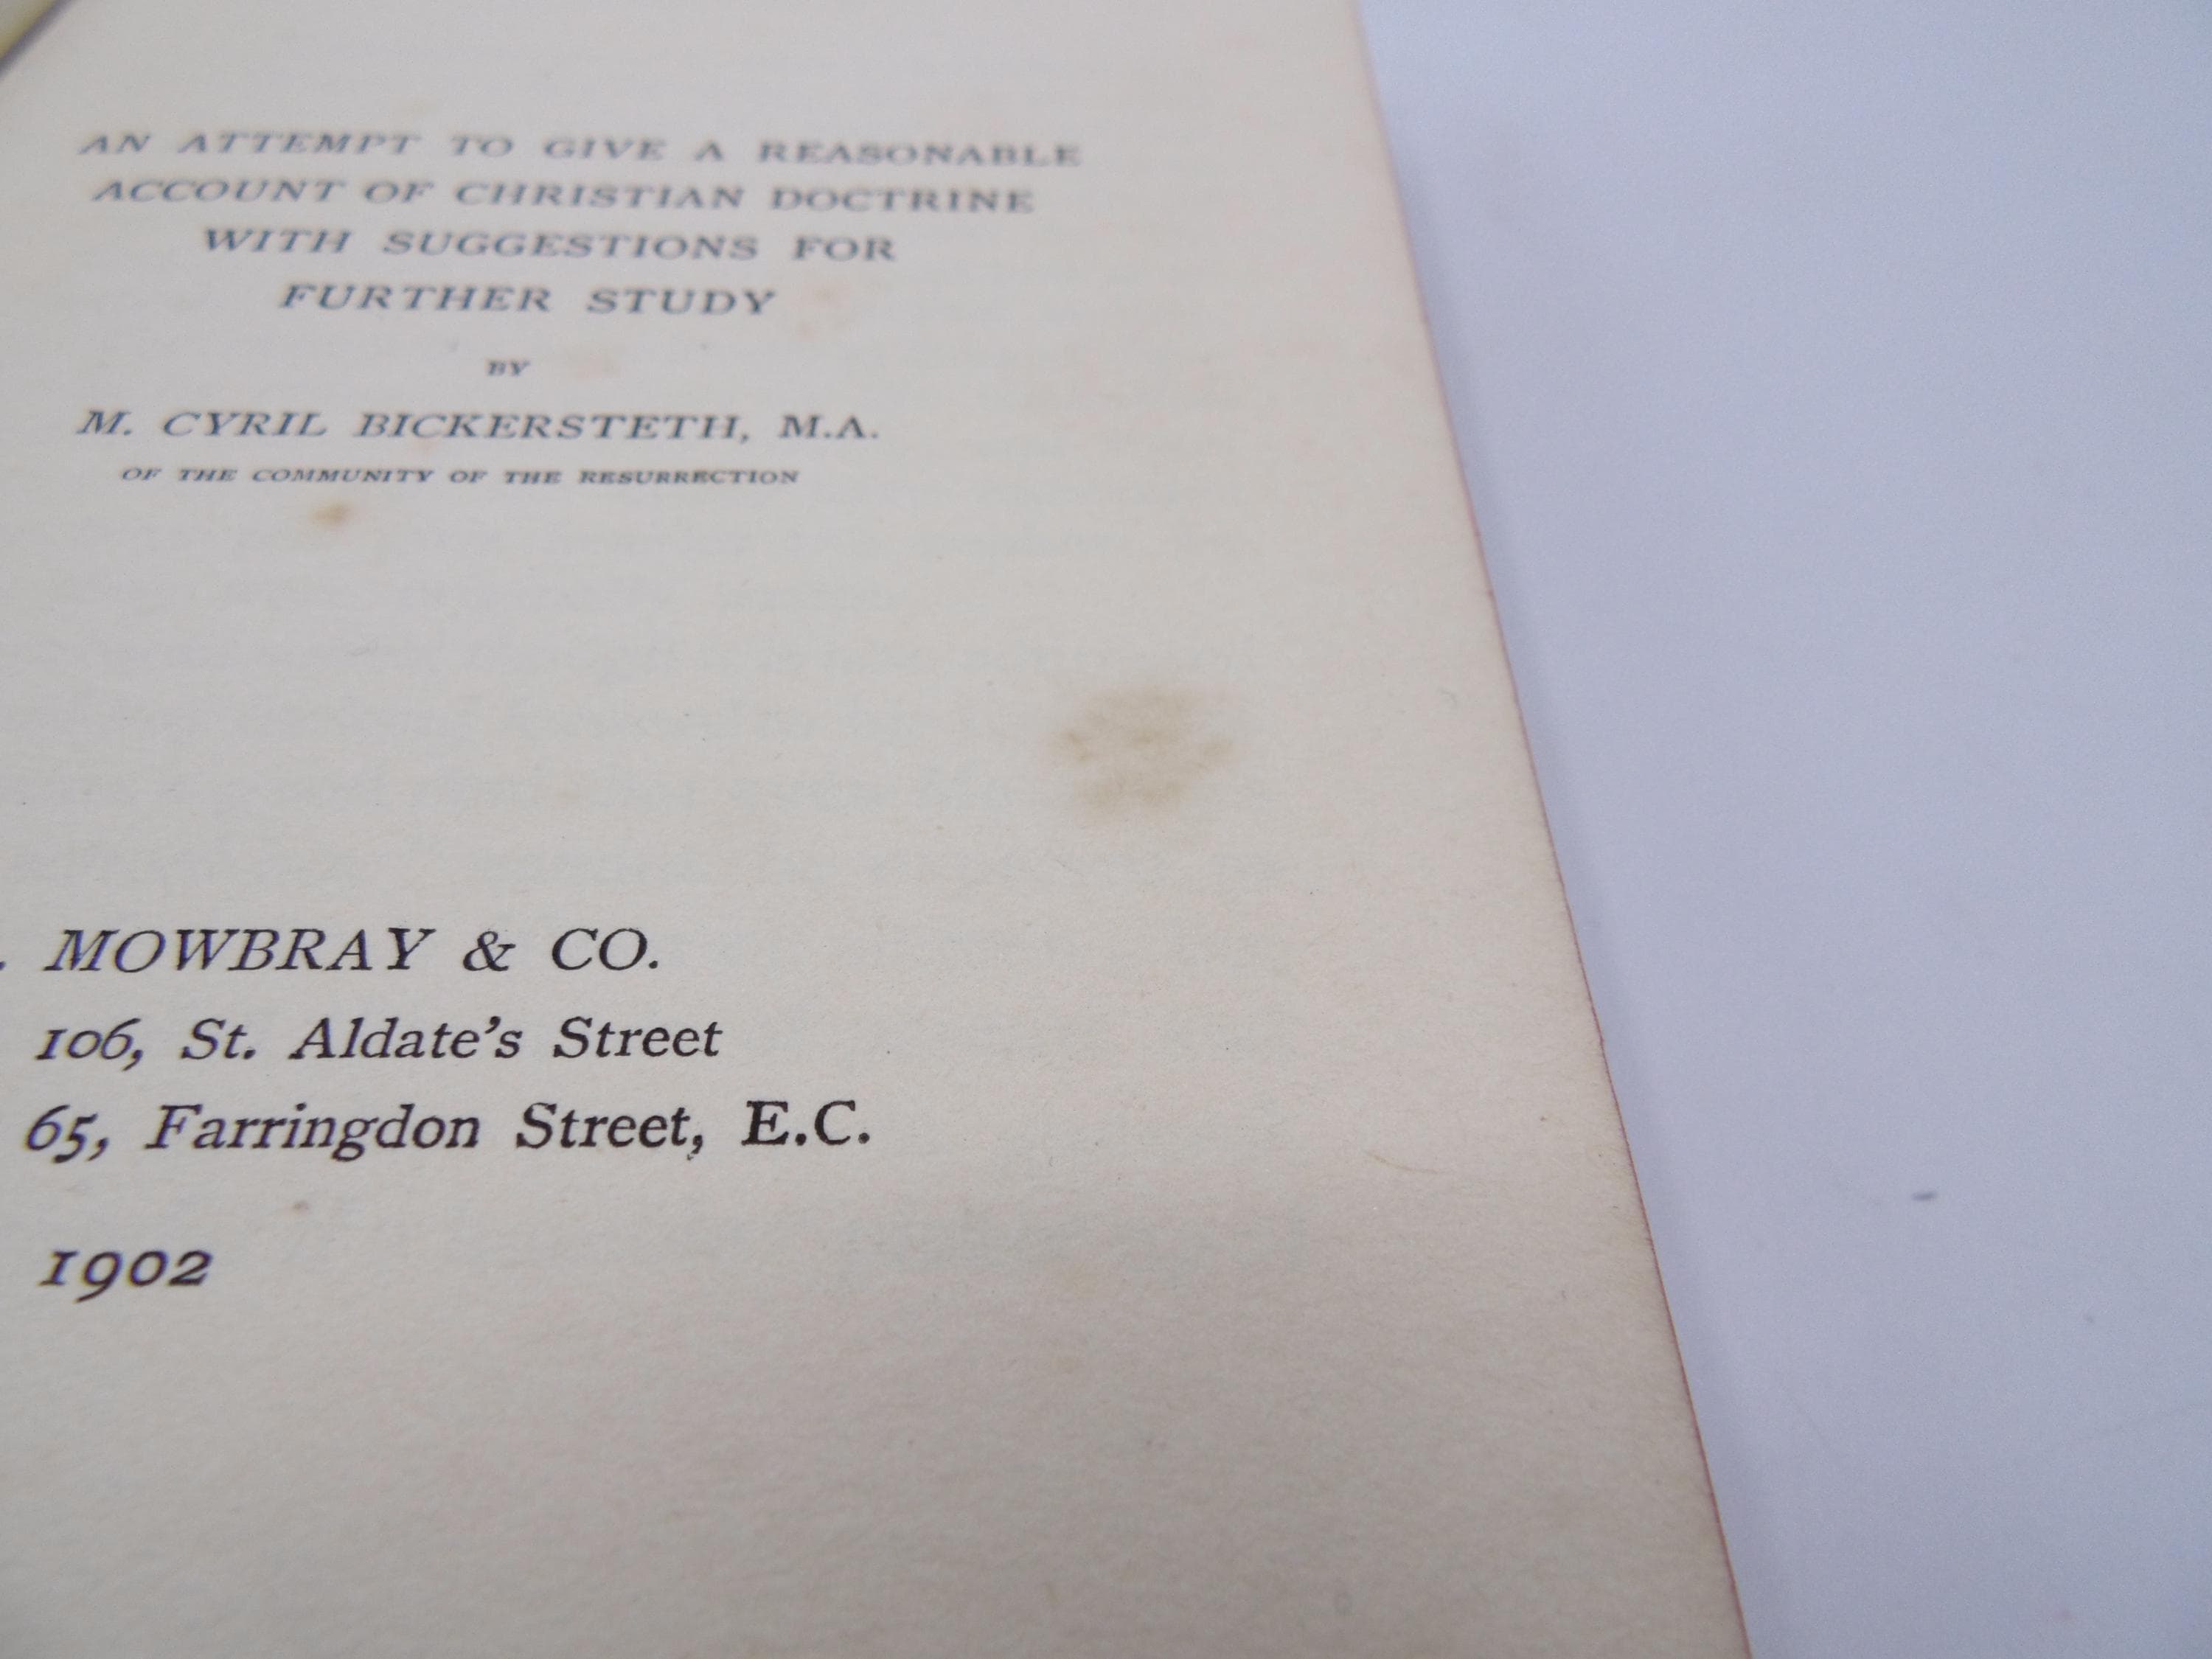 AN ATTEMPT TO GIVE A REASONABLE
ACCOUNT OF CHRISTIAN DOCTRINE
WITH SUGGESTIONS FOR
FURTHER STUDY
BY
M. CYRIL BICKERSTETH, M.A.
OF THE COMMUNITY OF THE RESURRECTION
. MOWBRAY & CO.
106, St. Aldate's Street
65, Farringdon Street, E.C.
1902